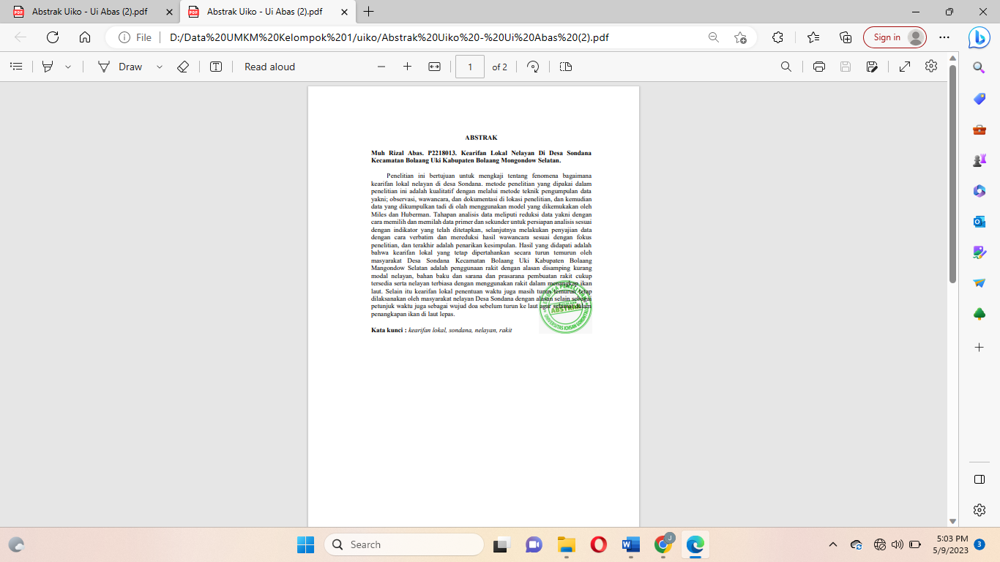 Abstrak Uiko - Ui Abas (2).pdf
Abstrak Uiko - Ui Abas (2).pdf
File
D:/Data%20UMKM%20Kelompok%201/uiko/Abstrak%20Uiko%20-%20Ui%20Abas%20(2).pdf
Sign in
Draw
Read aloud
1
of 2
ABSTRAK
Muh Rizal Abas. P2218013. Kearifan Lokal Nelayan Di Desa Sondana
Kecamatan Bolaang Uki Kabupaten Bolaang Mongondow Selatan.
Penelitian ini bertujuan untuk mengkaji tentang fenomena bagaimana
kearifan lokal nelayan di desa Sondana. metode penelitian yang dipakai dalam
penelitian ini adalah kualitatif dengan melalui metode teknik pengumpulan data
yakni; observasi, wawancara, dan dokumentasi di lokasi penelitian, dan kemudian
data yang dikumpulkan tadi di olah menggunakan model yang dikemukakan oleh
Miles dan Huberman. Tahapan analisis data meliputi reduksi data yakni dengan
cara memilih dan memilah data primer dan sekunder untuk persiapan analisis sesuai
dengan indikator yang telah ditetapkan, selanjutnya melakukan penyajian data
dengan cara verbatim dan mereduksi hasil wawancara sesuai dengan fokus
penelitian, dan terakhir adalah penarikan kesimpulan. Hasil yang didapati adalah
bahwa kearifan lokal yang tetap dipertahankan secara turun temurun oleh
masyarakat Desa Sondana Kecamatan Bolaang Uki Kabupaten Bolaang
Mangondow Selatan adalah penggunaan rakit dengan alasan disamping kurang
modal nelayan, bahan baku dan sarana dan prasarana pembuatan rakit cukup
tersedia serta nelayan terbiasa dengan menggunakan rakit dalam menangkap ikan
laut. Selain itu kearifan lokal penentuan waktu juga masih turun temurun tetap
dilaksanakan oleh masyarakat nelayan Desa Sondana dengan alasan selain sebagai
petunjuk waktu juga sebagai wujud doa sebelum turun ke laut agar selamat dalam
penangkapan ikan di laut lepas.
ABSTRAK
UNIVERSITAS ICHSAN GORONTALO
Kata kunci : kearifan lokal, sondana, nelayan, rakit
Search
5:03 PM
5/9/2023
3